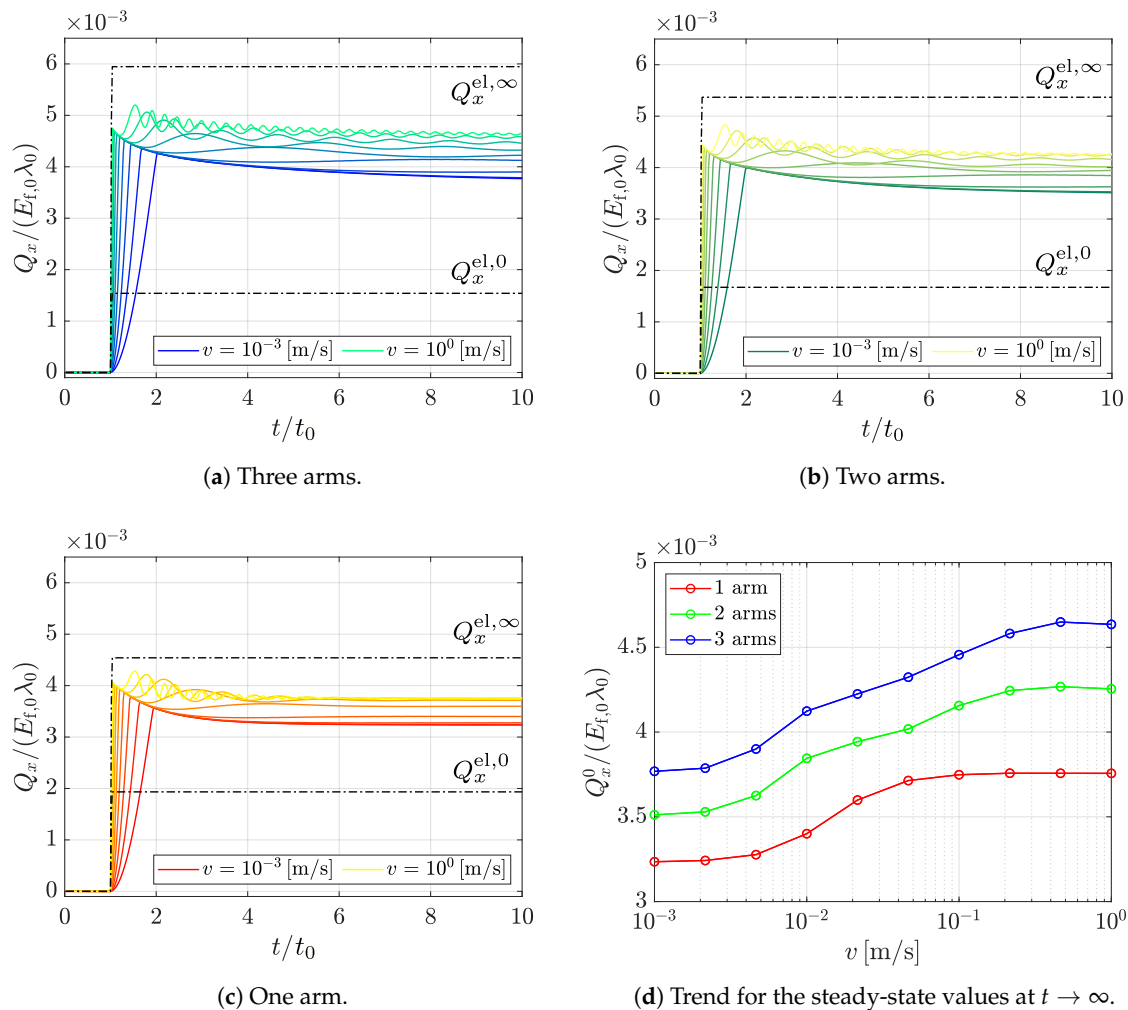 ×10⁻³
Q_x/(E_{f,0}λ_0)
6
5
4
3
2
1
0
Q_x^{el,∞}
Q_x^{el,0}
v = 10⁻³ [m/s] v = 10⁰ [m/s]
0 2 4 6 8 10
t/t_0
(a) Three arms.
×10⁻³
Q_x/(E_{f,0}λ_0)
6
5
4
3
2
1
0
Q_x^{el,∞}
Q_x^{el,0}
v = 10⁻³ [m/s] v = 10⁰ [m/s]
0 2 4 6 8 10
t/t_0
(b) Two arms.
×10⁻³
Q_x/(E_{f,0}λ_0)
6
5
4
3
2
1
0
Q_x^{el,∞}
Q_x^{el,0}
v = 10⁻³ [m/s] v = 10⁰ [m/s]
0 2 4 6 8 10
t/t_0
(c) One arm.
×10⁻³
Q_x^0/(E_{f,0}λ_0)
5
4.5
4
3.5
3
1 arm
2 arms
3 arms
10⁻³ 10⁻² 10⁻¹ 10⁰
v [m/s]
(d) Trend for the steady-state values at t → ∞.